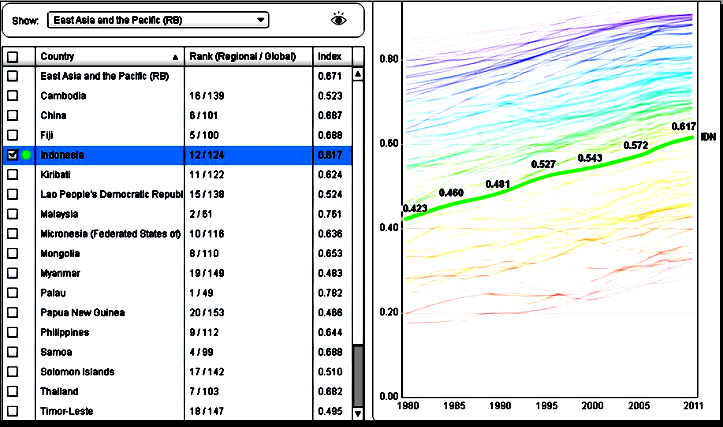 Show: East Asia and the Pacific (RB)
Country Rank (Regional / Global) Index
East Asia and the Pacific (RB) 0.671
Cambodia 16 / 139 0.523
China 6 / 101 0.687
Fiji 5 / 100 0.688
Indonesia 12 / 124 0.617
Kiribati 11 / 122 0.624
Lao People's Democratic Republ 15 / 138 0.524
Malaysia 2 / 61 0.761
Micronesia (Federated States of) 10 / 116 0.636
Mongolia 8 / 110 0.653
Myanmar 19 / 149 0.483
Palau 1 / 49 0.782
Papua New Guinea 20 / 153 0.466
Philippines 9 / 112 0.644
Samoa 4 / 99 0.688
Solomon Islands 17 / 142 0.510
Thailand 7 / 103 0.682
Timor-Leste 18 / 147 0.495
0.80
0.60
0.40
0.20
0.00
0.423
0.460
0.481
0.527
0.543
0.572
0.617
IDN
1980 1985 1990 1995 2000 2005 2011